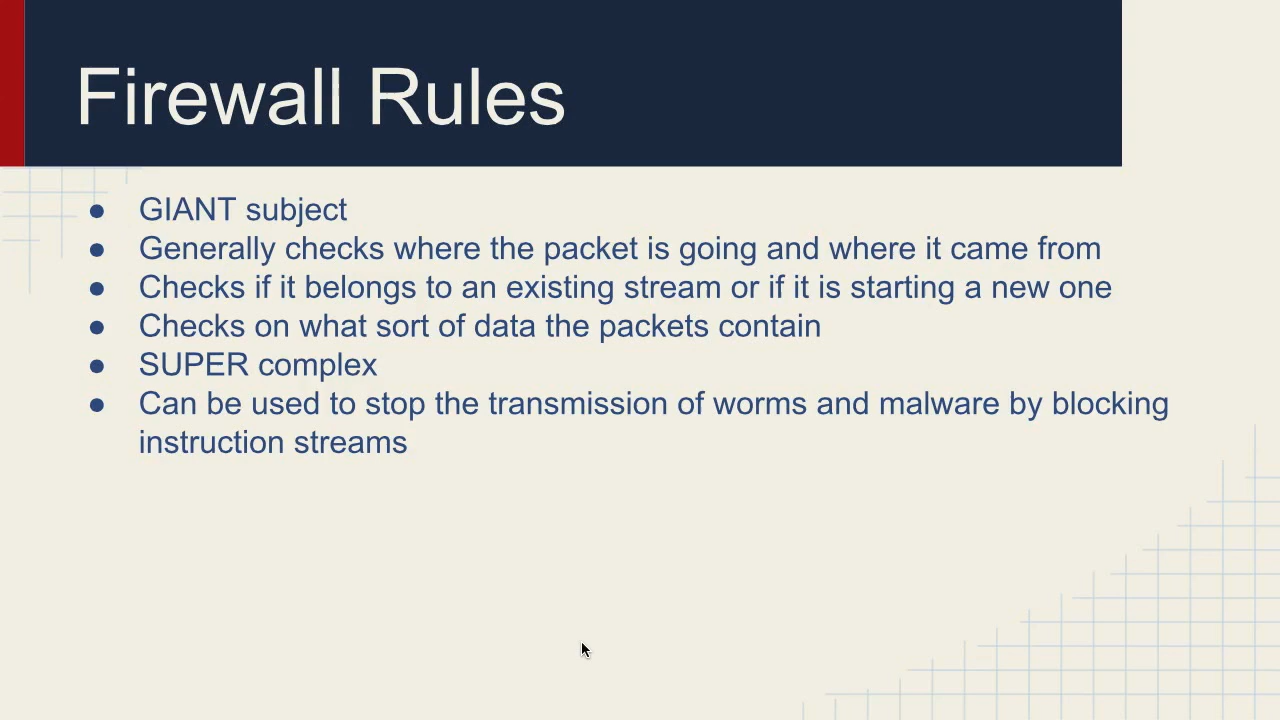 Firewall Rules
● GIANT subject
● Generally checks where the packet is going and where it came from
● Checks if it belongs to an existing stream or if it is starting a new one
● Checks on what sort of data the packets contain
● SUPER complex
● Can be used to stop the transmission of worms and malware by blocking
instruction streams